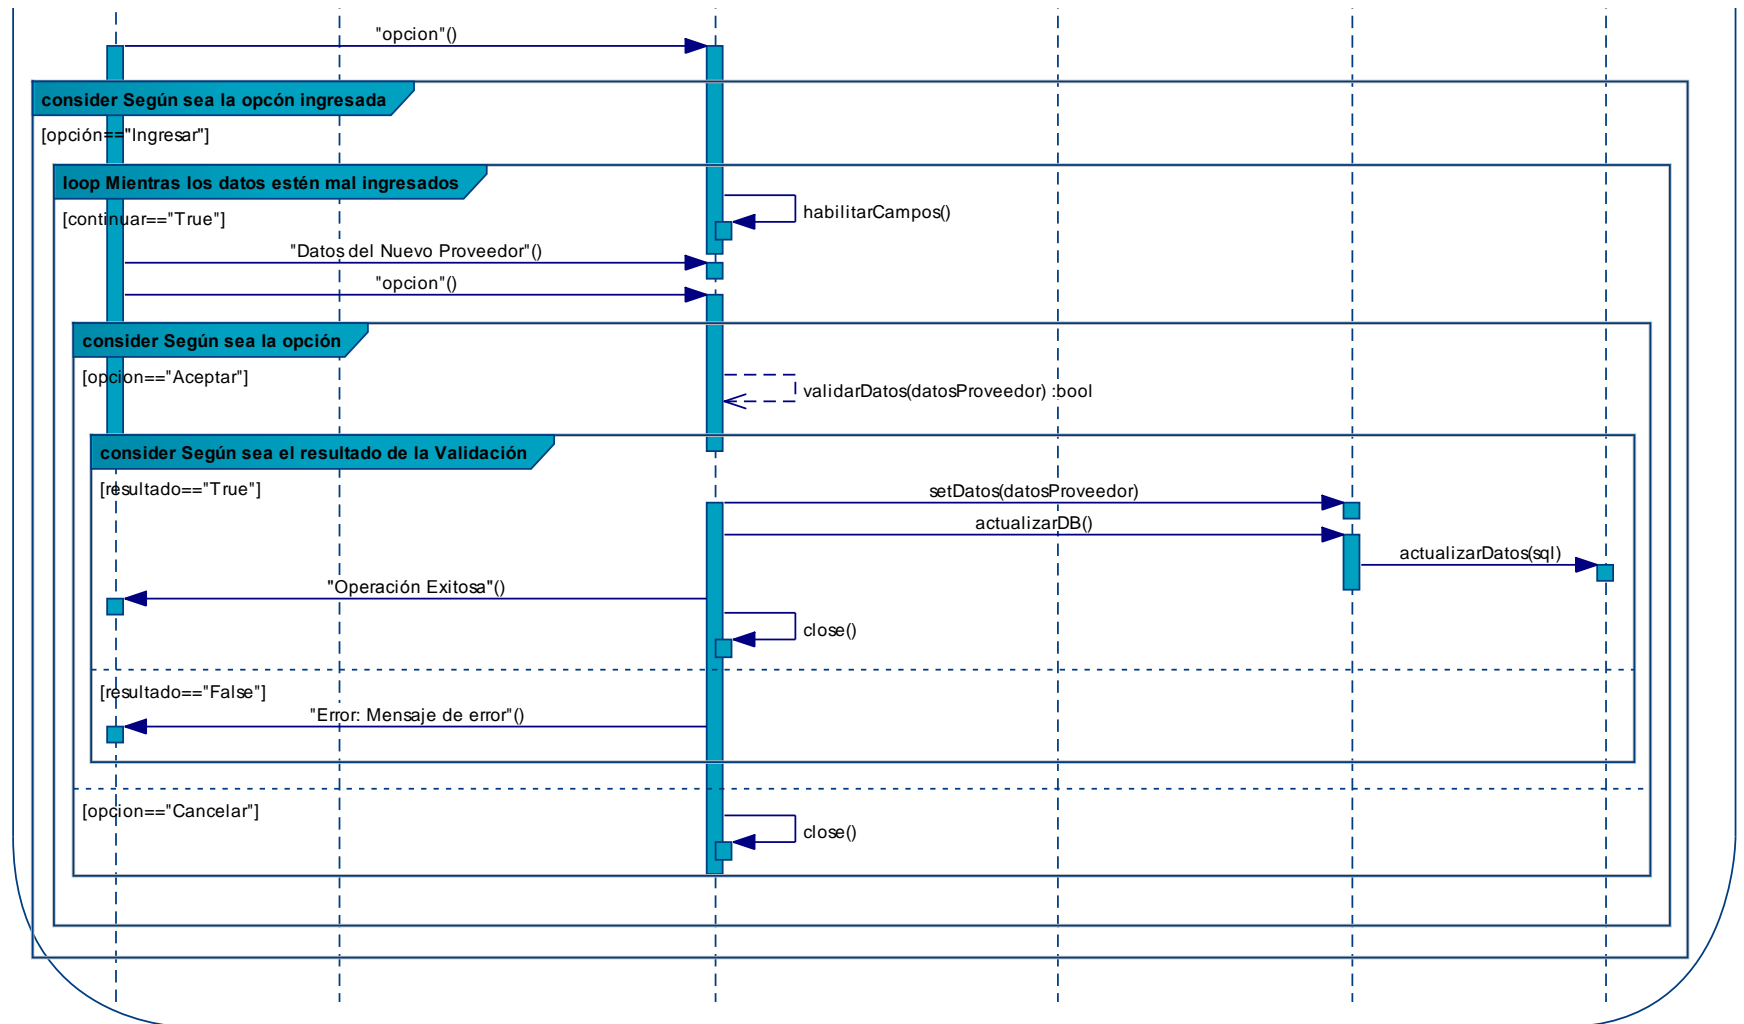 "opcion"()
consider Según sea la opcón ingresada
[opción=="Ingresar"]
loop Mientras los datos estén mal ingresados
[continuar=="True"]
habilitarCampos()
"Datos del Nuevo Proveedor"()
"opcion"()
consider Según sea la opción
[opcion=="Aceptar"]
validarDatos(datosProveedor) :bool
consider Según sea el resultado de la Validación
[resultado=="True"]
setDatos(datosProveedor)
actualizarDB()
actualizarDatos(sql)
"Operación Exitosa"()
close()
[resultado=="False"]
"Error: Mensaje de error"()
[opcion=="Cancelar"]
close()